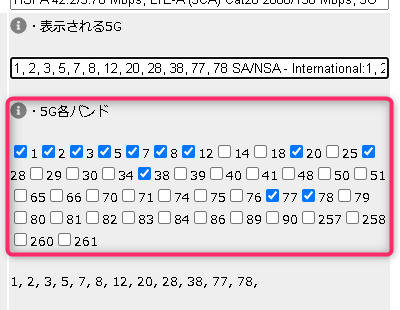 HSPA 42.2/5.76 Mbps, LTE-A (5CA) Cat20 2000/150 Mbps, 5G
・表示される5G
1, 2, 3, 5, 7, 8, 12, 20, 28, 38, 77, 78 SA/NSA - International:1, 2
・5G各バンド
1 2 3 5 7 8 12 14 18 20 25
28 29 30 34 38 39 40 41 48 50 51
65 66 70 71 74 75 76 77 78 79
80 81 82 83 84 86 89 90 257 258
260 261
1, 2, 3, 5, 7, 8, 12, 20, 28, 38, 77, 78,